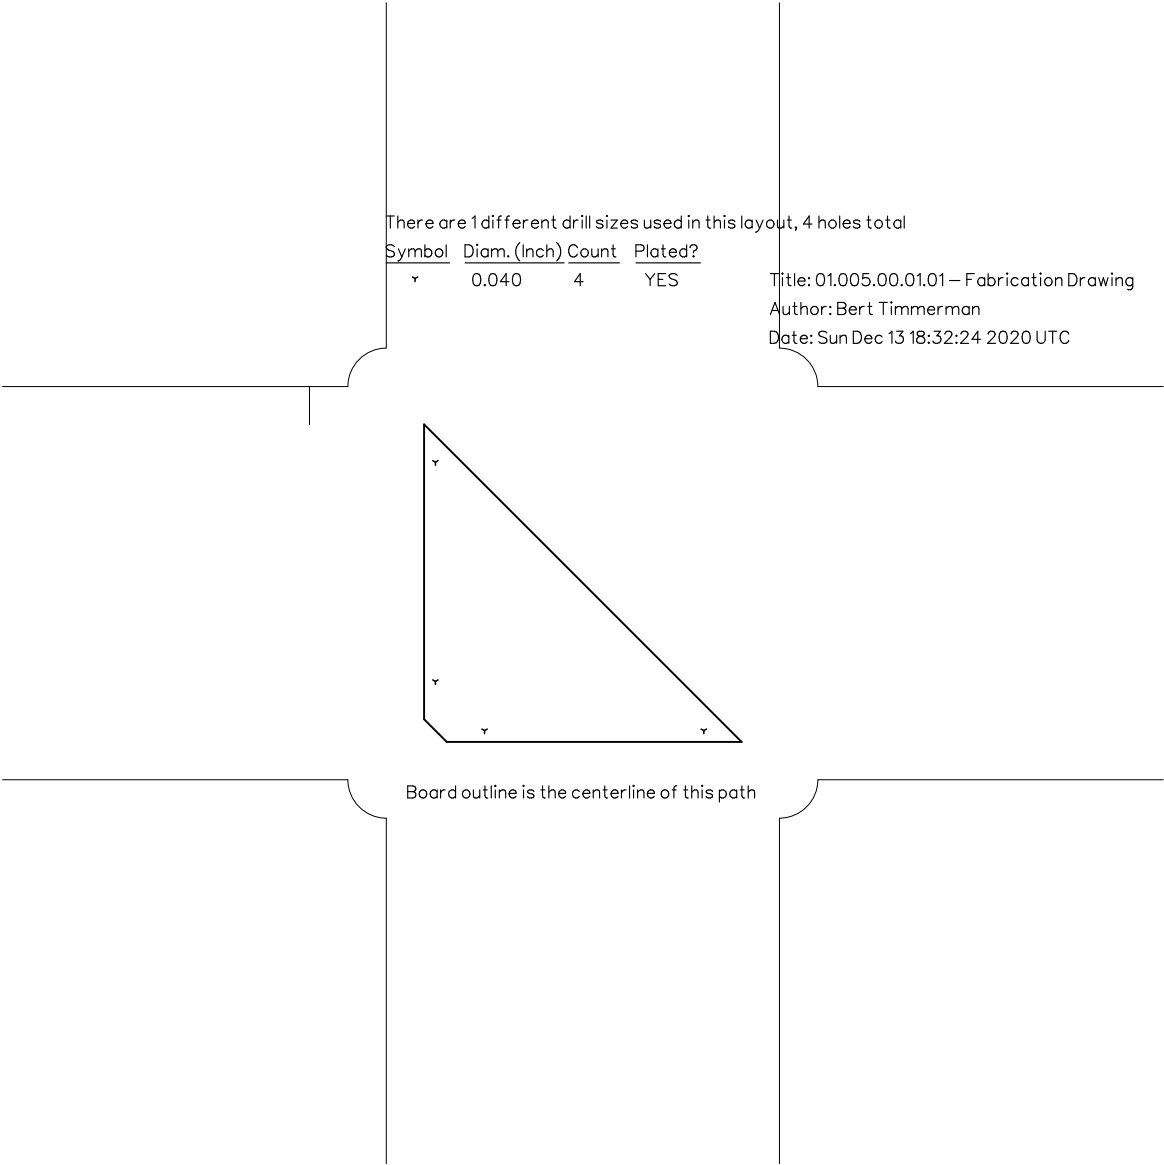 There are 1 different drill sizes used in this layout, 4 holes total
Symbol Diam. (Inch) Count Plated?
0.040 4 YES
Title: 01.005.00.01.01 – Fabrication Drawing
Author: Bert Timmerman
Date: Sun Dec 13 18:32:24 2020 UTC
Board outline is the centerline of this path